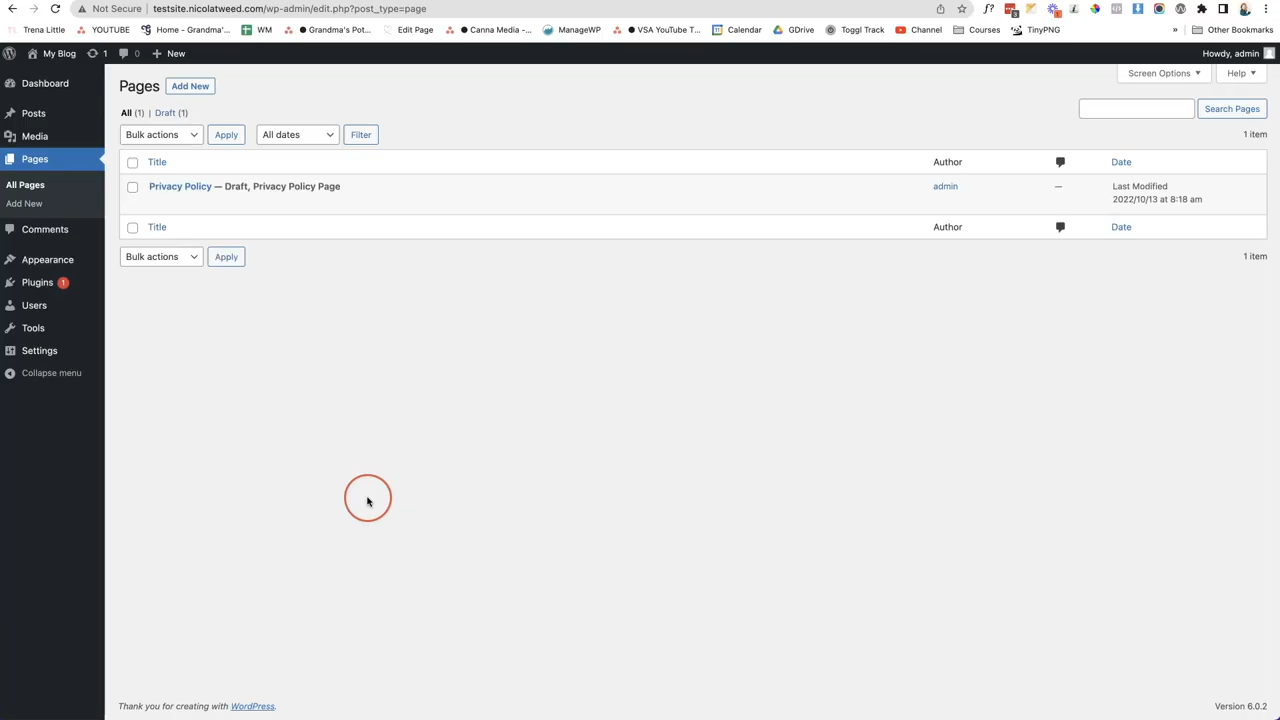 Not Secure | testsite.nicolatweed.com/wp-admin/edit.php?post_type=page
Trena Little YOUTUBE Home - Grandma'... WM Grandma's Pot... Edit Page Canna Media -... ManageWP VSA YouTube T... Calendar GDrive Toggl Track Channel Courses TinyPNG » Other Bookmarks
My Blog 1 0 + New Howdy, admin
Dashboard
Posts
Media
Pages
All Pages
Add New
Comments
Appearance
Plugins 1
Users
Tools
Settings
Collapse menu
Screen Options Help
Pages Add New
All (1) | Draft (1)
Search Pages
Bulk actions Apply All dates Filter 1 item
Title Author Date
Privacy Policy — Draft, Privacy Policy Page admin — Last Modified
2022/10/13 at 8:18 am
Title Author Date
Bulk actions Apply 1 item
Thank you for creating with WordPress. Version 6.0.2